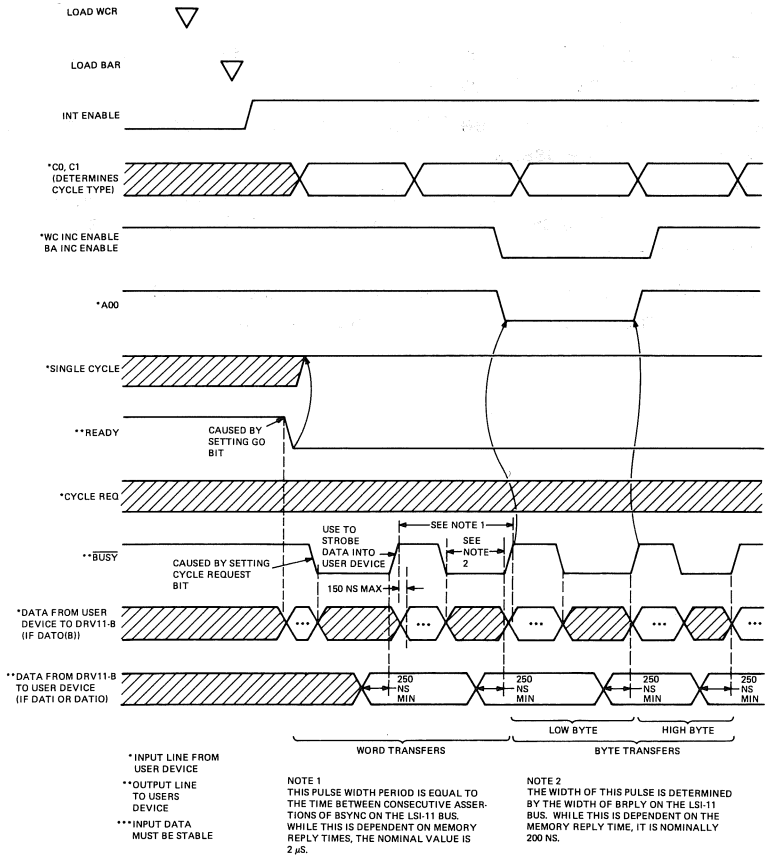 LOAD WCR
LOAD BAR
INT ENABLE
*C0, C1
(DETERMINES
CYCLE TYPE)
*WC INC ENABLE
BA INC ENABLE
*A00
*SINGLE CYCLE
**READY
CAUSED BY
SETTING GO
BIT
*CYCLE REQ
**BUSY
CAUSED BY SETTING
CYCLE REQUEST
BIT
USE TO
STROBE
DATA INTO
USER DEVICE
SEE NOTE 1
SEE
NOTE
2
150 NS MAX
*DATA FROM USER
DEVICE TO DRV11-B
(IF DATO(B))
... ... ... ... ...
**DATA FROM DRV11-B
TO USER DEVICE
(IF DATI OR DATIO)
250
NS
MIN
250
NS
MIN
250
NS
MIN
250
NS
MIN
LOW BYTE
HIGH BYTE
WORD TRANSFERS
BYTE TRANSFERS
*INPUT LINE FROM
USER DEVICE
**OUTPUT LINE
TO USERS
DEVICE
***INPUT DATA
MUST BE STABLE
NOTE 1
THIS PULSE WIDTH PERIOD IS EQUAL TO
THE TIME BETWEEN CONSECUTIVE ASSER-
TIONS OF BSYNC ON THE LSI-11 BUS.
WHILE THIS IS DEPENDENT ON MEMORY
REPLY TIMES, THE NOMINAL VALUE IS
2 µS.
NOTE 2
THE WIDTH OF THIS PULSE IS DETERMINED
BY THE WIDTH OF BRPLY ON THE LSI-11
BUS. WHILE THIS IS DEPENDENT ON THE
MEMORY REPLY TIME, IT IS NOMINALLY
200 NS.